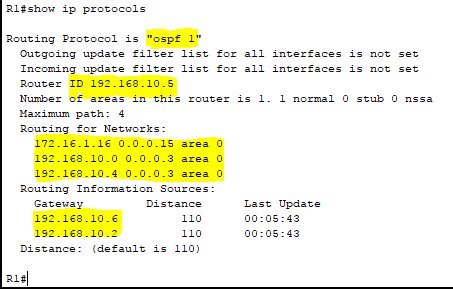 R1#show ip protocols
Routing Protocol is "ospf 1"
Outgoing update filter list for all interfaces is not set
Incoming update filter list for all interfaces is not set
Router ID 192.168.10.5
Number of areas in this router is 1. 1 normal 0 stub 0 nssa
Maximum path: 4
Routing for Networks:
172.16.1.16 0.0.0.15 area 0
192.168.10.0 0.0.0.3 area 0
192.168.10.4 0.0.0.3 area 0
Routing Information Sources:
Gateway Distance Last Update
192.168.10.6 110 00:05:43
192.168.10.2 110 00:05:43
Distance: (default is 110)
R1#